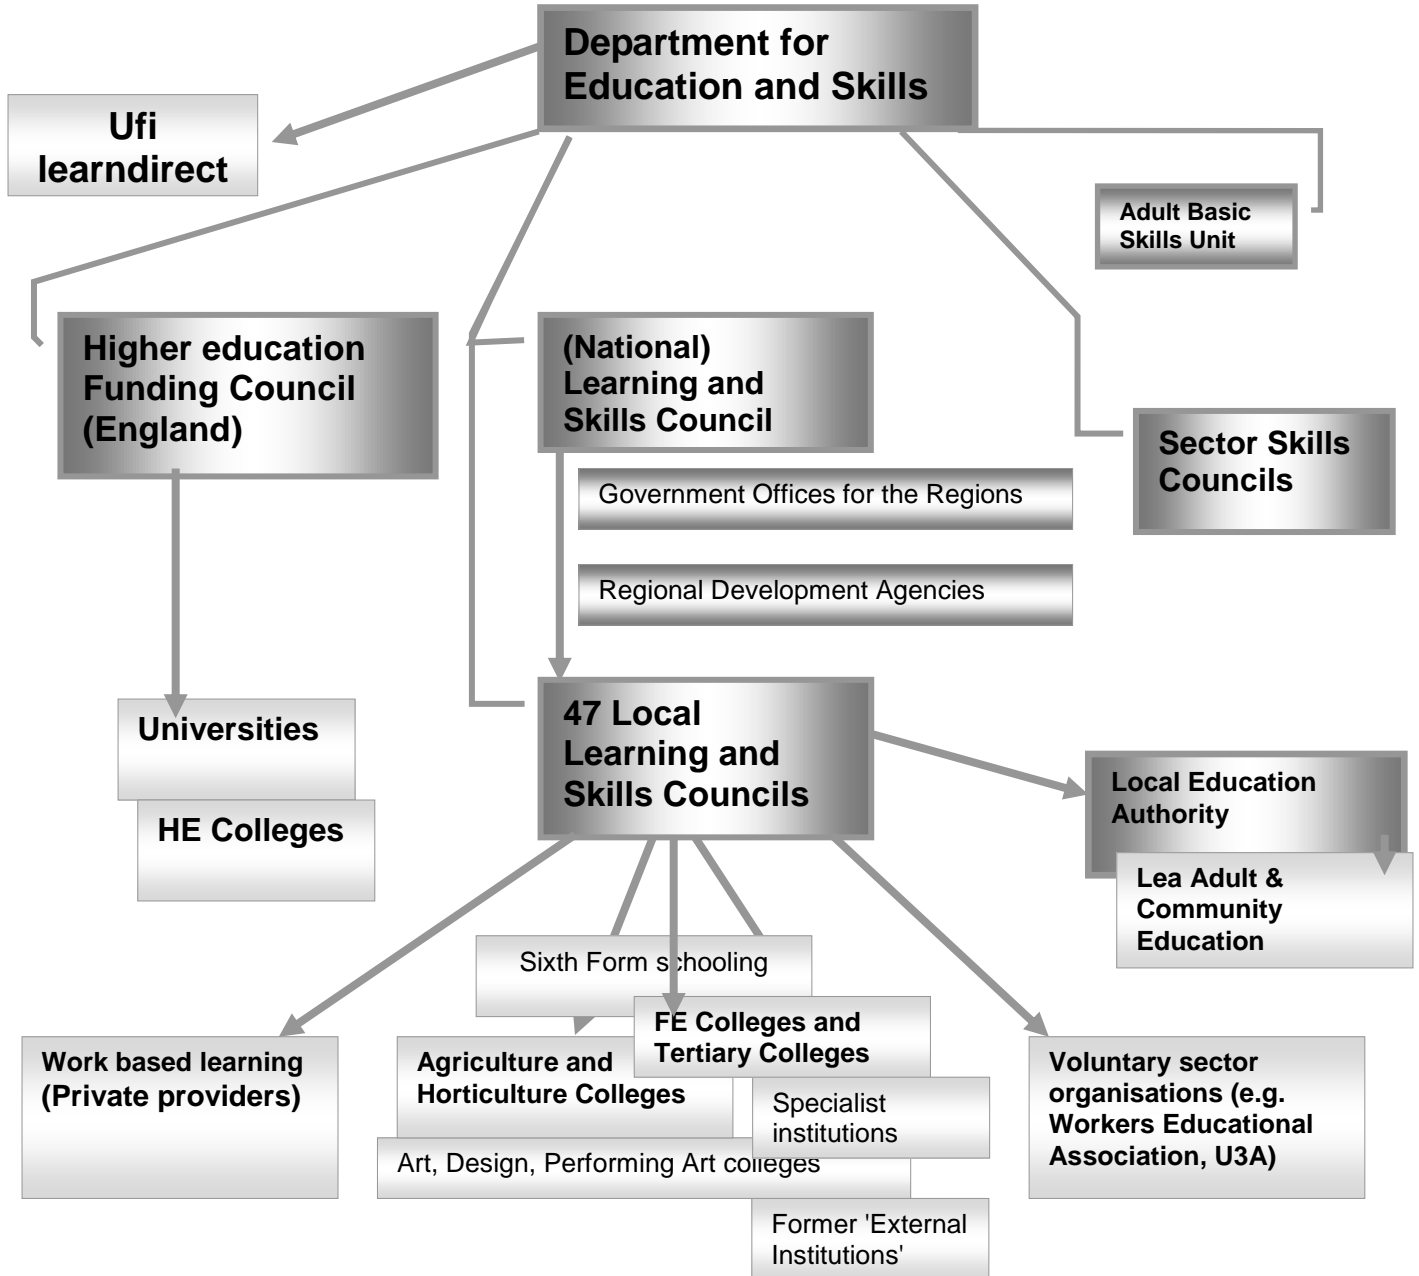 Department for
Education and Skills
Ufi
learndirect
Adult Basic
Skills Unit
Higher education
Funding Council
(England)
(National)
Learning and
Skills Council
Sector Skills
Councils
Government Offices for the Regions
Regional Development Agencies
47 Local
Learning and
Skills Councils
Universities
HE Colleges
Local Education
Authority
Lea Adult &
Community
Education
Sixth Form schooling
FE Colleges and
Tertiary Colleges
Work based learning
(Private providers)
Agriculture and
Horticulture Colleges
Specialist
institutions
Art, Design, Performing Art colleges
Former 'External
Institutions'
Voluntary sector
organisations (e.g.
Workers Educational
Association, U3A)